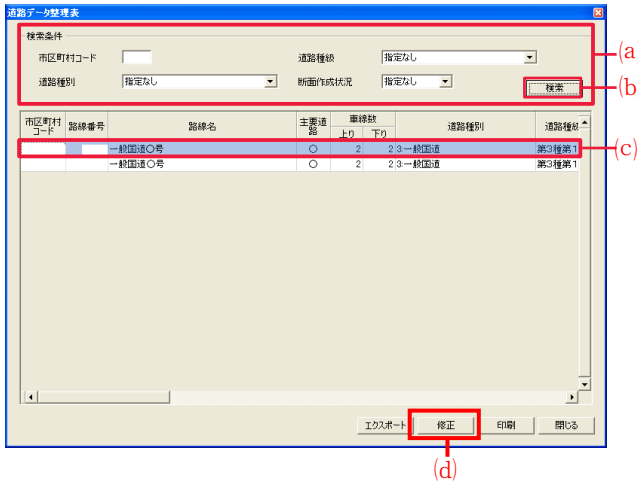 道路データ整理表
検索条件
市区町村コード
道路種級
指定なし
(a
道路種別
指定なし
断面作成状況
指定なし
検索
(b
市区町村コード
路線番号
路線名
主要道路
車線数
上り
下り
道路種別
道路種級
一般国道○号
○
2
2
3:一般国道
第3種第1
(c)
一般国道○号
○
2
2
3:一般国道
第3種第1
エクスポート
修正
印刷
閉じる
(d)